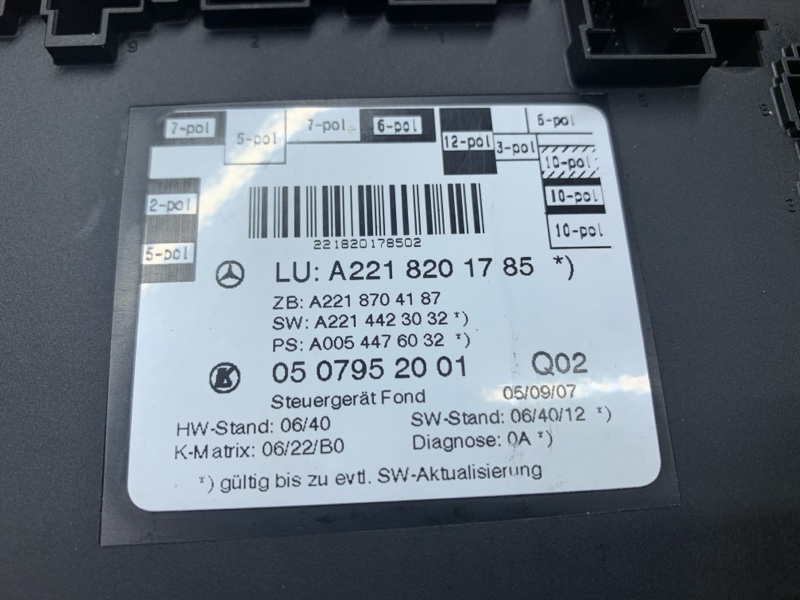 7-pol
5-pol
7-pol
6-pol
12-pol
3-pol
6-pol
10-pol
10-pol
10-pol
2-pol
5-pol
221820178502
LU: A221 820 17 85 *)
ZB: A221 870 41 87
SW: A221 442 30 32 *)
PS: A005 447 60 32 *)
05 0795 20 01 Q02
Steuergerät Fond 05/09/07
HW-Stand: 06/40 SW-Stand: 06/40/12 *)
K-Matrix: 06/22/B0 Diagnose: 0A *)
*) gültig bis zu evtl. SW-Aktualisierung